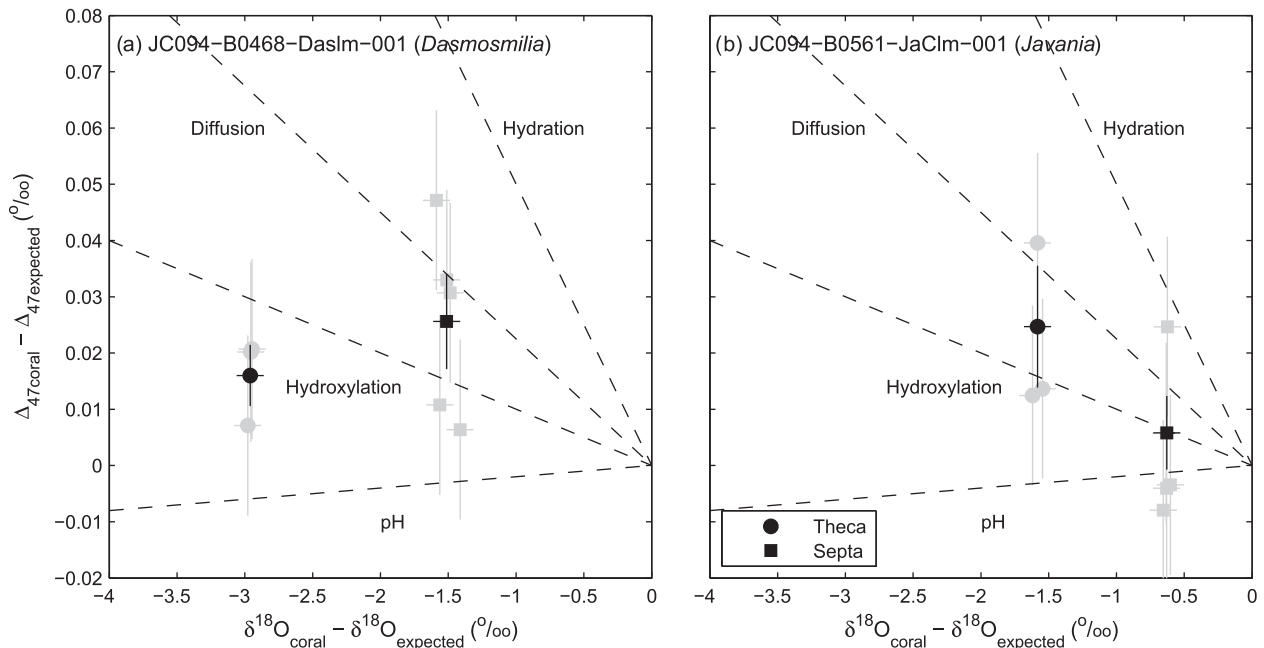 (a) JC094−B0468−Daslm−001 (Dasmosmilia)
Diffusion
Hydration
Hydroxylation
pH
0.08
0.07
0.06
0.05
0.04
0.03
0.02
0.01
0
−0.01
−0.02
Δ47coral − Δ47expected (o/oo)
−4 −3.5 −3 −2.5 −2 −1.5 −1 −0.5 0
δ18Ocoral − δ18Oexpected (o/oo)
(b) JC094−B0561−JaClm−001 (Javania)
Diffusion
Hydration
Hydroxylation
pH
Theca
Septa
−4 −3.5 −3 −2.5 −2 −1.5 −1 −0.5 0
δ18Ocoral − δ18Oexpected (o/oo)